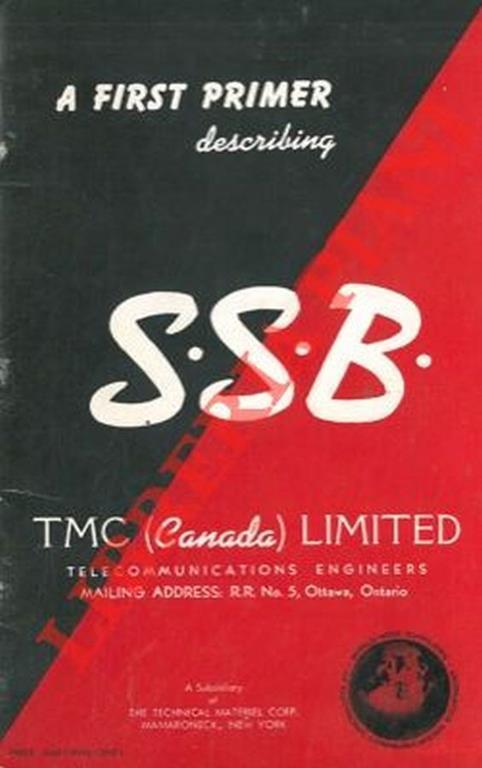 A FIRST PRIMER
describing
S·S·B·
TMC (Canada) LIMITED
TELECOMMUNICATIONS ENGINEERS
MAILING ADDRESS: R.R. No. 5, Ottawa, Ontario
A Subsidiary
of
THE TECHNICAL MATERIEL CORP.
MAMARONECK, NEW YORK